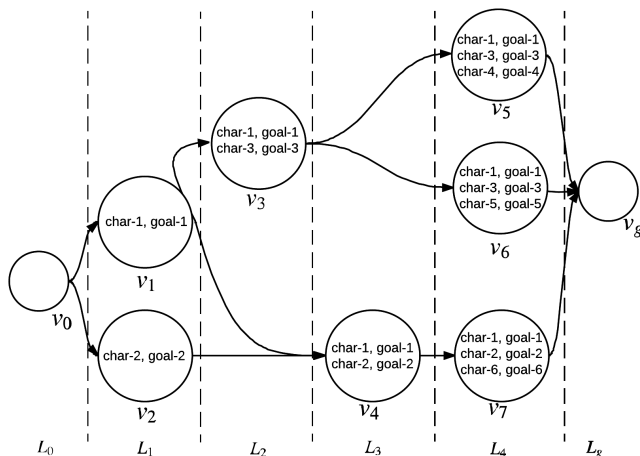 char-1, goal-1
char-3, goal-3
char-4, goal-4
v5
char-1, goal-1
char-3, goal-3
v3
char-1, goal-1
char-3, goal-3
char-5, goal-5
v6
vg
char-1, goal-1
v1
v0
char-2, goal-2
v2
char-1, goal-1
char-2, goal-2
v4
char-1, goal-1
char-2, goal-2
char-6, goal-6
v7
L0 L1 L2 L3 L4 Lg